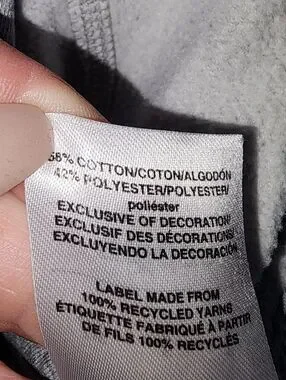 58% COTTON/COTON/ALGODÓN
42% POLYESTER/POLYESTER/
poliéster
EXCLUSIVE OF DECORATION/
EXCLUSIF DES DÉCORATIONS/
EXCLUYENDO LA DECORACIÓN
LABEL MADE FROM
100% RECYCLED YARNS
ÉTIQUETTE FABRIQUÉ À PARTIR
DE FILS 100% RECYCLÉS